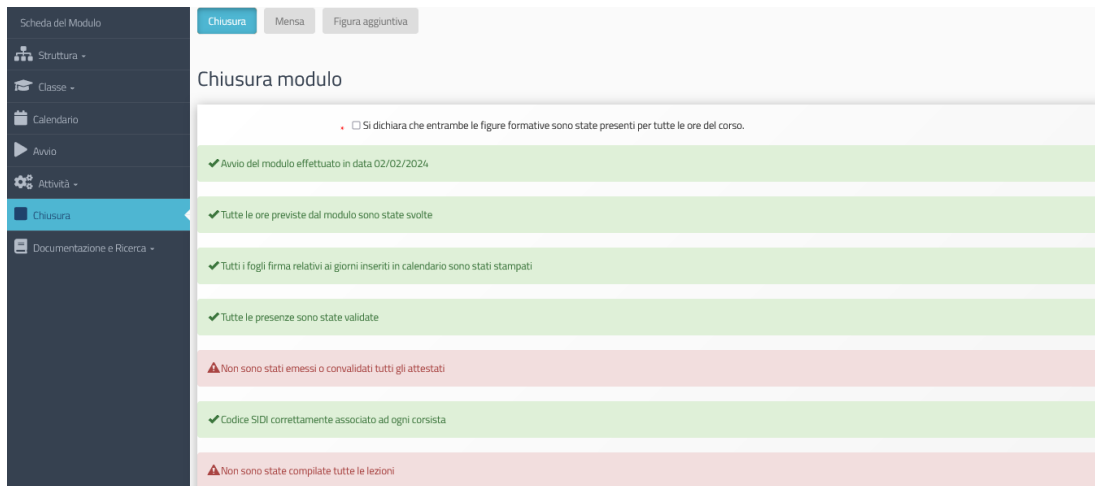 Scheda del Modulo
Struttura
Classe
Calendario
Avvio
Attività
Chiusura
Documentazione e Ricerca
Chiusura Mensa Figura aggiuntiva
Chiusura modulo
Si dichiara che entrambe le figure formative sono state presenti per tutte le ore del corso.
Avvio del modulo effettuato in data 02/02/2024
Tutte le ore previste dal modulo sono state svolte
Tutti i fogli firma relativi ai giorni inseriti in calendario sono stati stampati
Tutte le presenze sono state validate
Non sono stati emessi o convalidati tutti gli attestati
Codice SIDI correttamente associato ad ogni corsista
Non sono state compilate tutte le lezioni